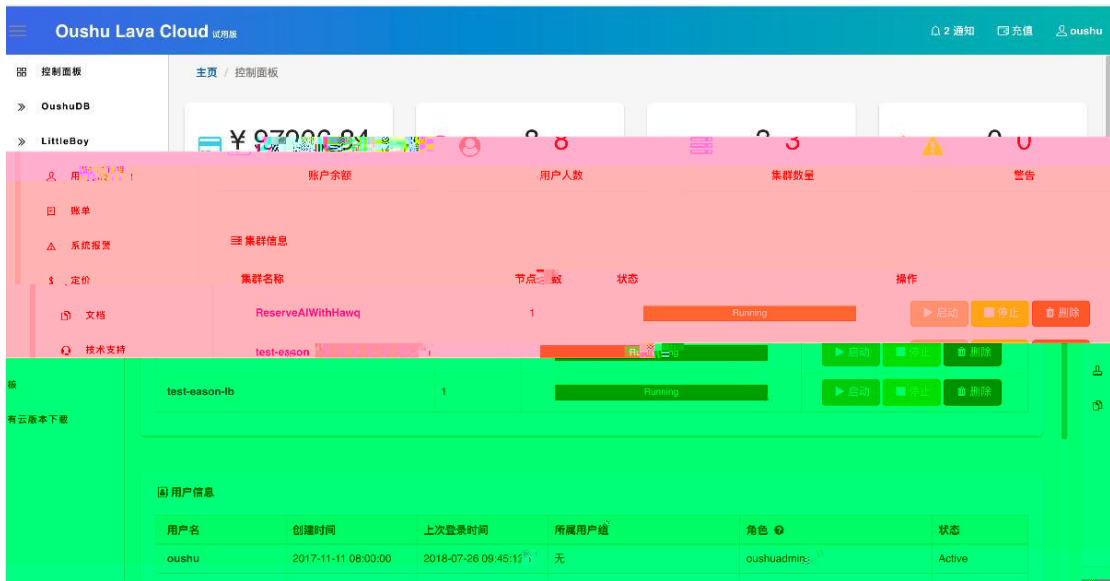 Oushu Lava Cloud 试用版
2 通知 充值 oushu
控制面板
主页 / 控制面板
OushuDB
LittleBoy
账户余额 用户人数 集群数量 警告
账单
系统报警
集群信息
定价
集群名称 状态 操作
文档
ReserveAIWithHawq 1 Running 启动 停止 删除
技术支持
test-eason 启动 停止 删除
test-eason-lb 1 Running 启动 停止 删除
有云版本下载
用户信息
用户名 创建时间 上次登录时间 所属用户组 角色 状态
oushu 2017-11-11 08:00:00 无 Active